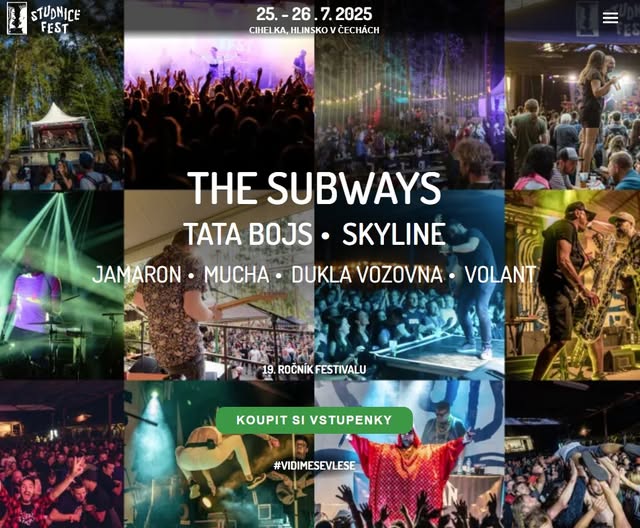 STUDNICE
FEST
25. - 26 . 7. 2025
CIHELKA, HLINSKO V ČECHÁCH
THE SUBWAYS
TATA BOJS • SKYLINE
JAMARON • MUCHA • DUKLA VOZOVNA • VOLANT
19. ROČNÍK FESTIVALU
KOUPIT SI VSTUPENKY
#VIDIMESEVLESE